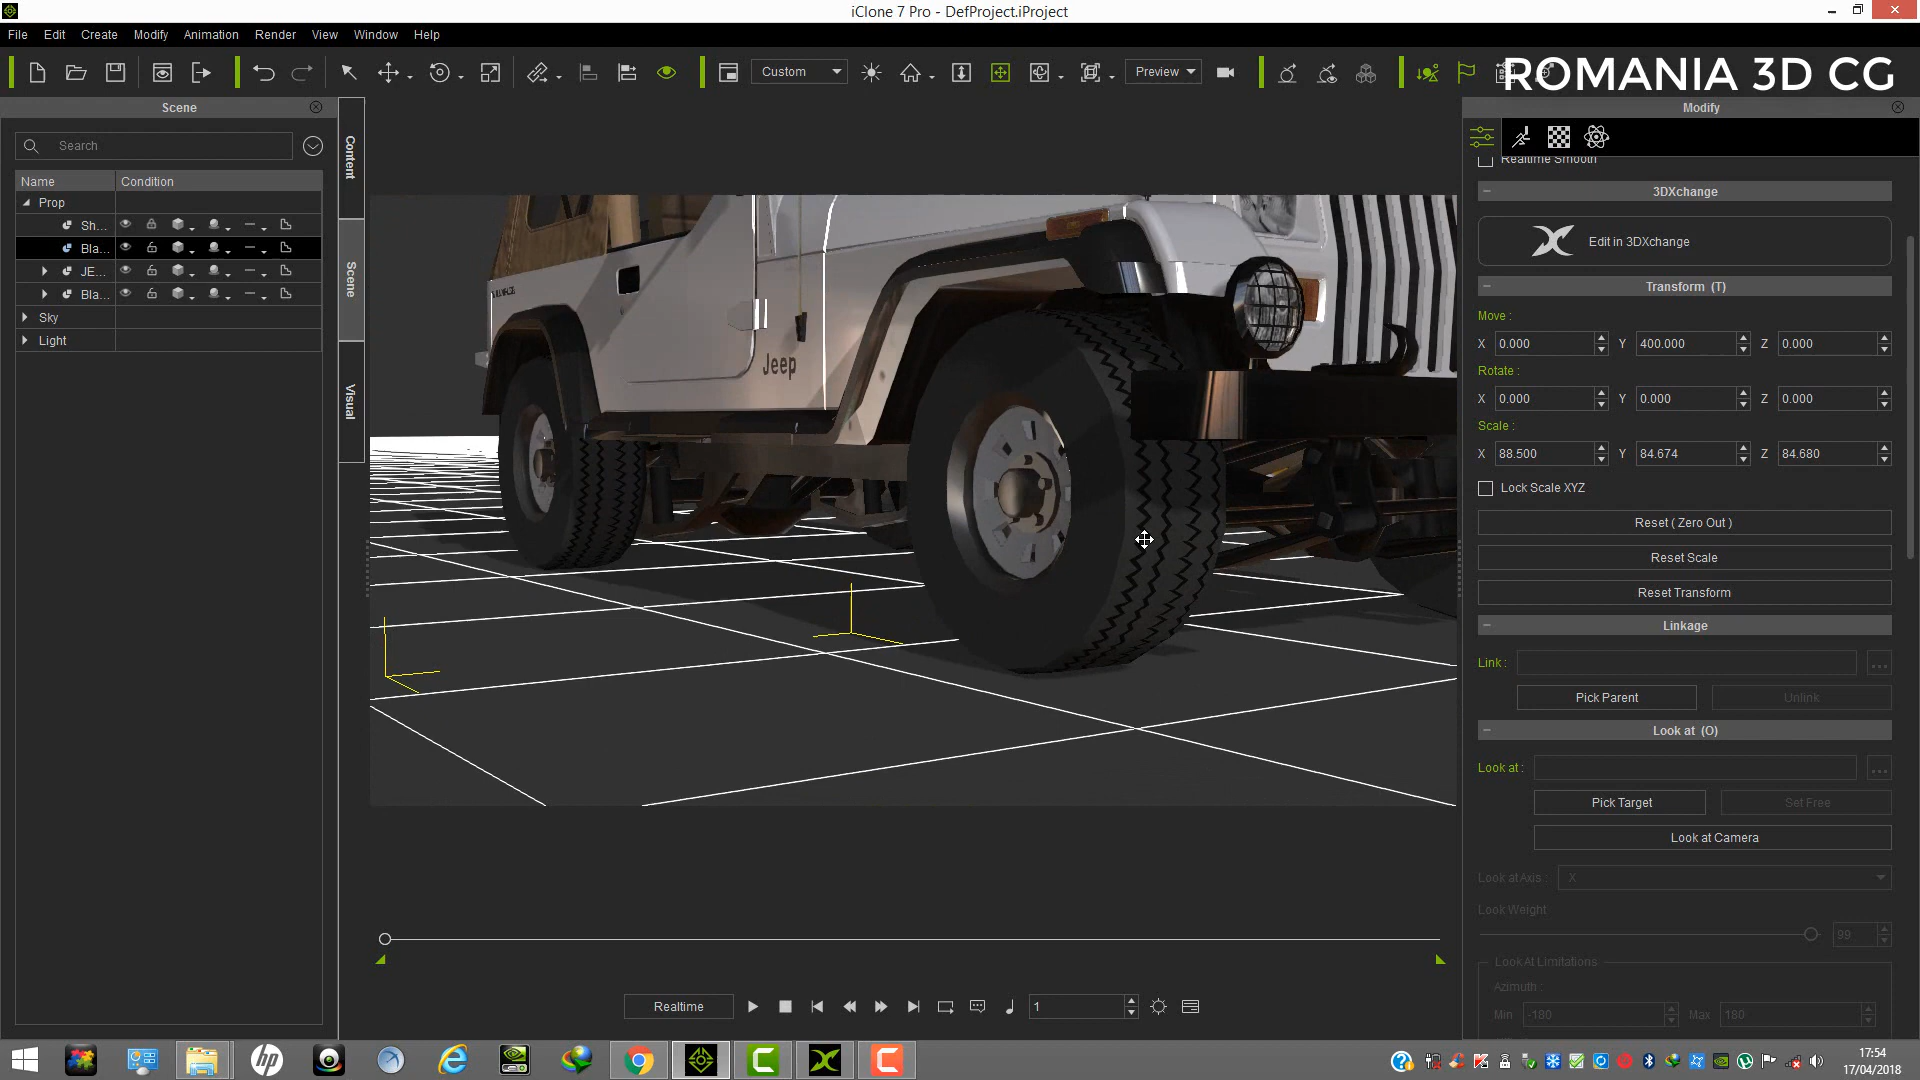 iClone 7 Pro - DefProject.iProject
File Edit Create Modify Animation Render View Window Help
Custom
Preview
ROMANIA 3D CG
Scene
Search
Name Condition
Prop
Sh...
Bla...
JE...
Bla...
Sky
Light
Content
Scene
Visual
Jeep
Realtime
1
Modify
Realtime Smooth
3DXchange
Edit in 3DXchange
Transform (T)
Move :
X 0.000 Y 400.000 Z 0.000
Rotate :
X 0.000 Y 0.000 Z 0.000
Scale :
X 88.500 Y 84.674 Z 84.680
Lock Scale XYZ
Reset ( Zero Out )
Reset Scale
Reset Transform
Linkage
Link :
...
Pick Parent Unlink
Look at (O)
Look at :
...
Pick Target Set Free
Look at Camera
Look at Axis : X
Look Weight
99
Look At Limitations
Azimuth :
Min -180 Max 180
hp
17:54
17/04/2018